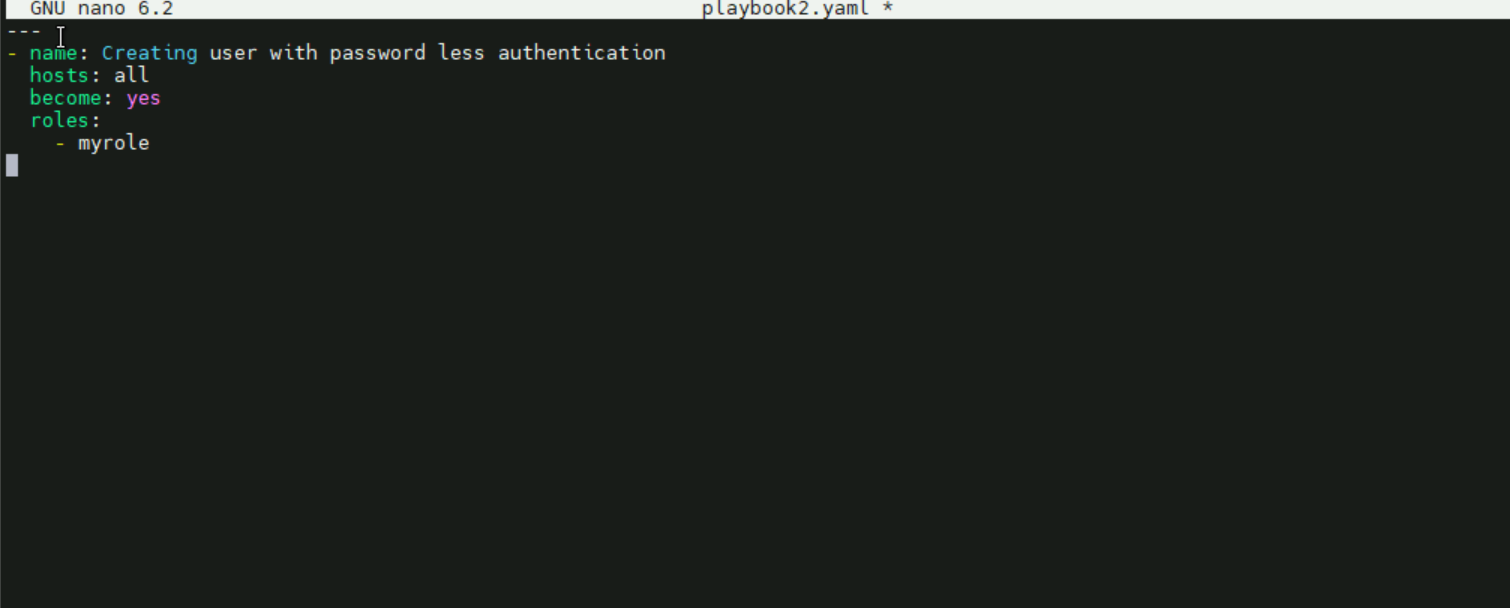 GNU nano 6.2 playbook2.yaml *
---
- name: Creating user with password less authentication
  hosts: all
  become: yes
  roles:
    - myrole